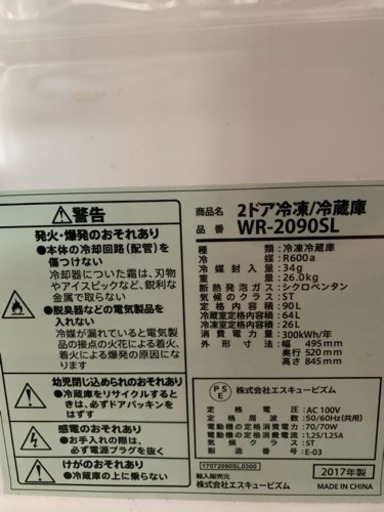 ⚠警告
発火・爆発のおそれあり
●本体の冷却回路(配管)を
傷つけない
冷却器についた霜は、刃物
やアイスピックなど、鋭利な
金属で取らない
●脱臭器などの電気製品を
入れない
冷媒が漏れていると電気製
品の接点の火花による着火、
着火による爆発の原因にな
ります
幼児閉じ込められのおそれあり
●冷蔵庫をリサイクルすると
きは、必ずドアパッキンを
はずす
感電のおそれあり
●お手入れの際は、必ず
電源プラグを抜く
けがのおそれあり
●冷蔵庫の上に乗らない
商品名 2ドア冷凍/冷蔵庫
品番 WR-2090SL
種類:冷凍冷蔵庫
冷媒:R600a
冷媒封入量:34g
質量:26.0kg
断熱発泡ガス:シクロペンタン
気候のクラス:ST
定格内容積:90L
冷蔵室定格内容積:64L
冷凍室定格内容積:26L
消費電力量:300kWh/年
外形寸法:幅 495mm
奥行 520mm
高さ 845mm
PSE 株式会社エスキュービズム
定格電圧:AC 100V
定格周波数:50/60Hz(共用)
電動機の定格消費電力:70/70W
電動機の定格電流:1.25/1.25A
気候クラス:ST
製番:E-03
17072090SL0300
2017年製
輸入販売元
株式会社エスキュービズム
MADE IN CHINA